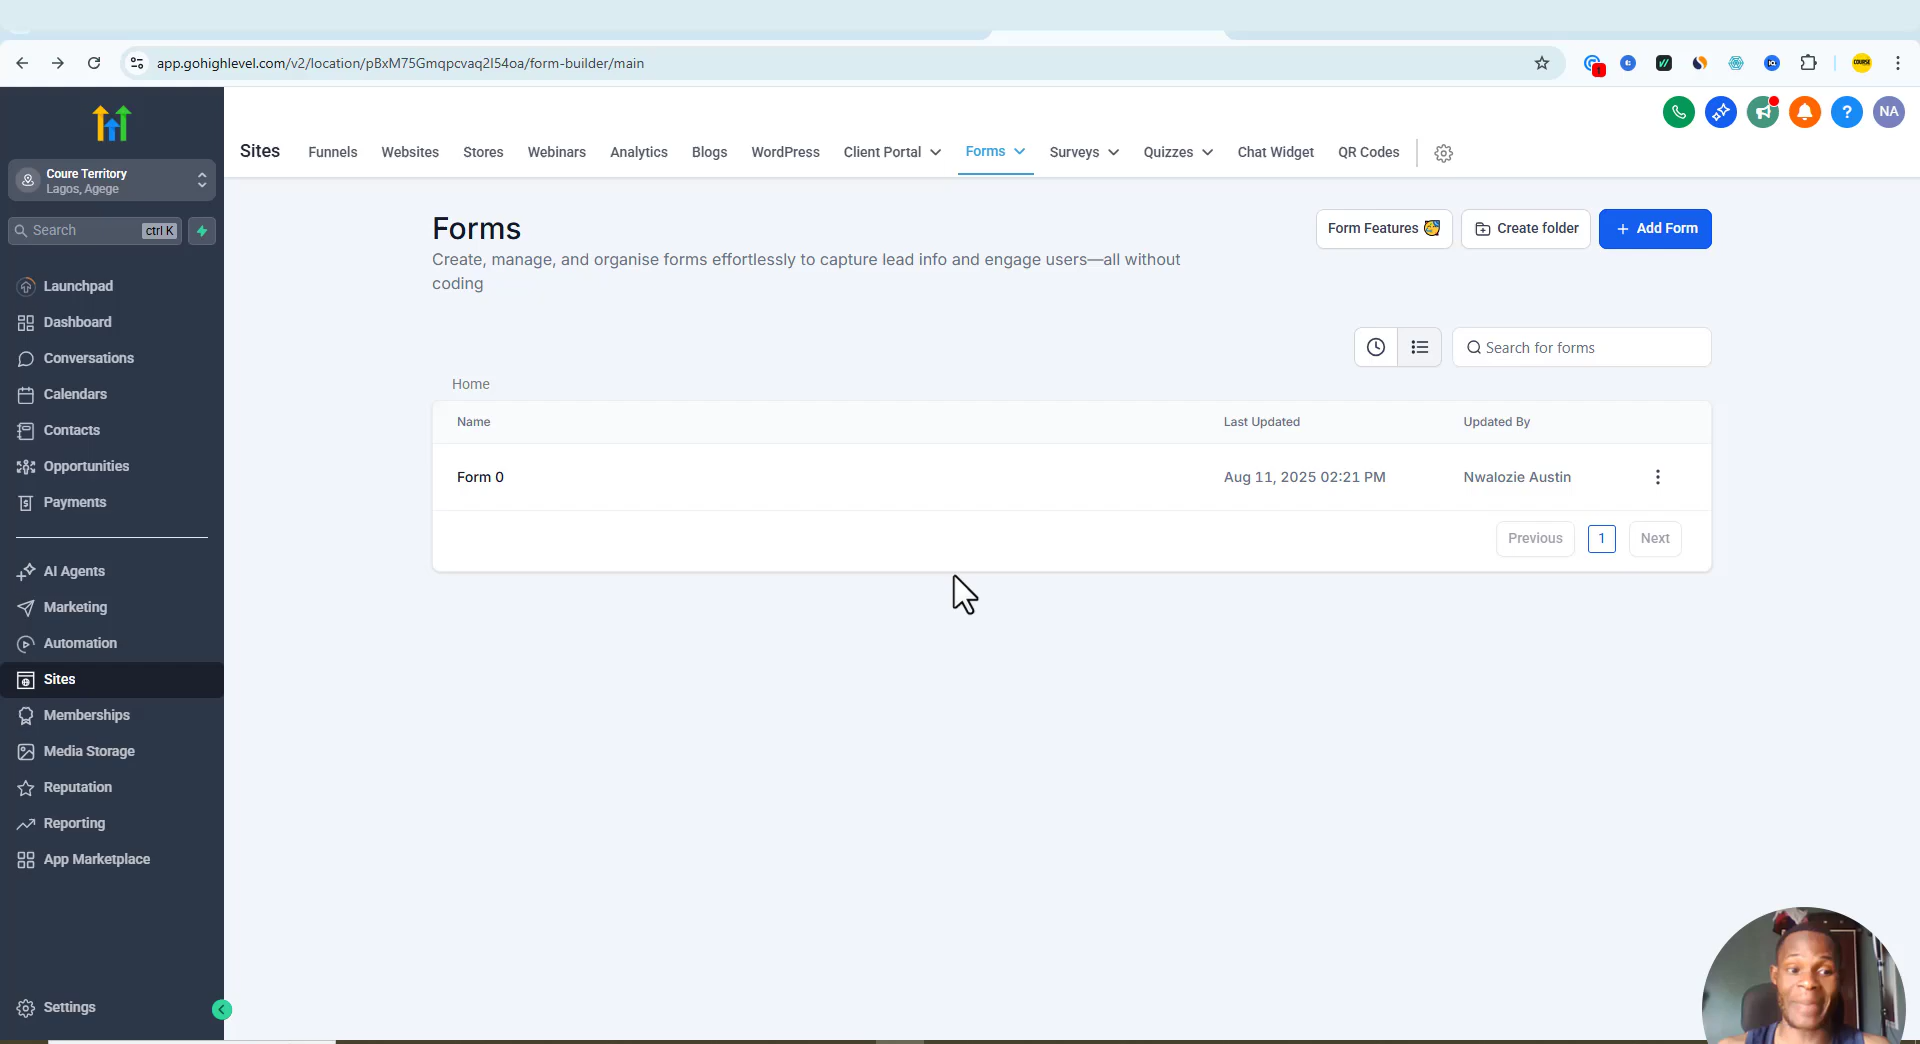 app.gohighlevel.com/v2/location/pBxM75Gmqpcvaq2I54oa/form-builder/main
NA
Sites
Funnels
Websites
Stores
Webinars
Analytics
Blogs
WordPress
Client Portal
Forms
Surveys
Quizzes
Chat Widget
QR Codes
Coure Territory
Lagos, Agege
Search
ctrl K
Launchpad
Dashboard
Conversations
Calendars
Contacts
Opportunities
Payments
AI Agents
Marketing
Automation
Sites
Memberships
Media Storage
Reputation
Reporting
App Marketplace
Settings
Forms
Create, manage, and organise forms effortlessly to capture lead info and engage users—all without
coding
Form Features
Create folder
+ Add Form
Search for forms
Home
Name
Last Updated
Updated By
Form 0
Aug 11, 2025 02:21 PM
Nwalozie Austin
Previous
1
Next